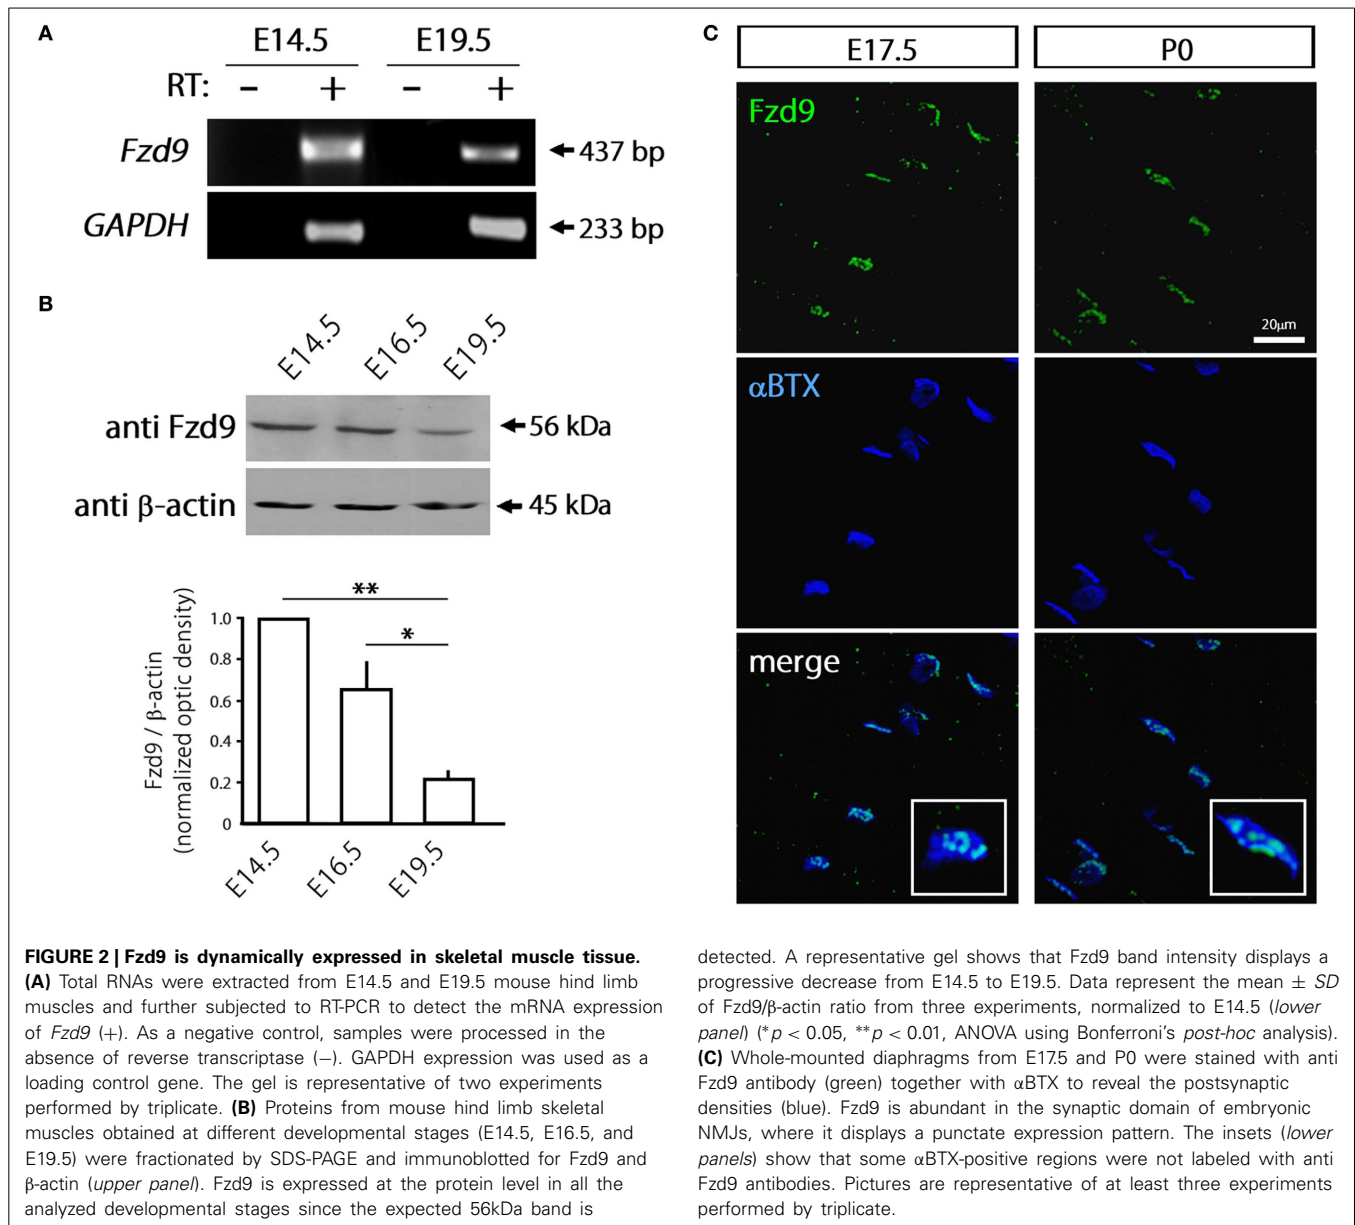 A
E14.5 E19.5
RT: – + – +
Fzd9 437 bp
GAPDH 233 bp
B
E14.5 E16.5 E19.5
anti Fzd9 56 kDa
anti β-actin 45 kDa
**
*
Fzd9 / β-actin
(normalized optic density)
1.0
0.8
0.6
0.4
0.2
0
E14.5 E16.5 E19.5
C
E17.5 P0
Fzd9
20μm
αBTX
merge
FIGURE 2 | Fzd9 is dynamically expressed in skeletal muscle tissue.
(A) Total RNAs were extracted from E14.5 and E19.5 mouse hind limb
muscles and further subjected to RT-PCR to detect the mRNA expression
of Fzd9 (+). As a negative control, samples were processed in the
absence of reverse transcriptase (–). GAPDH expression was used as a
loading control gene. The gel is representative of two experiments
performed by triplicate. (B) Proteins from mouse hind limb skeletal
muscles obtained at different developmental stages (E14.5, E16.5, and
E19.5) were fractionated by SDS-PAGE and immunoblotted for Fzd9 and
β-actin (upper panel). Fzd9 is expressed at the protein level in all the
analyzed developmental stages since the expected 56kDa band is
detected. A representative gel shows that Fzd9 band intensity displays a
progressive decrease from E14.5 to E19.5. Data represent the mean ± SD
of Fzd9/β-actin ratio from three experiments, normalized to E14.5 (lower
panel) (*p < 0.05, **p < 0.01, ANOVA using Bonferroni's post-hoc analysis).
(C) Whole-mounted diaphragms from E17.5 and P0 were stained with anti
Fzd9 antibody (green) together with αBTX to reveal the postsynaptic
densities (blue). Fzd9 is abundant in the synaptic domain of embryonic
NMJs, where it displays a punctate expression pattern. The insets (lower
panels) show that some αBTX-positive regions were not labeled with anti
Fzd9 antibodies. Pictures are representative of at least three experiments
performed by triplicate.